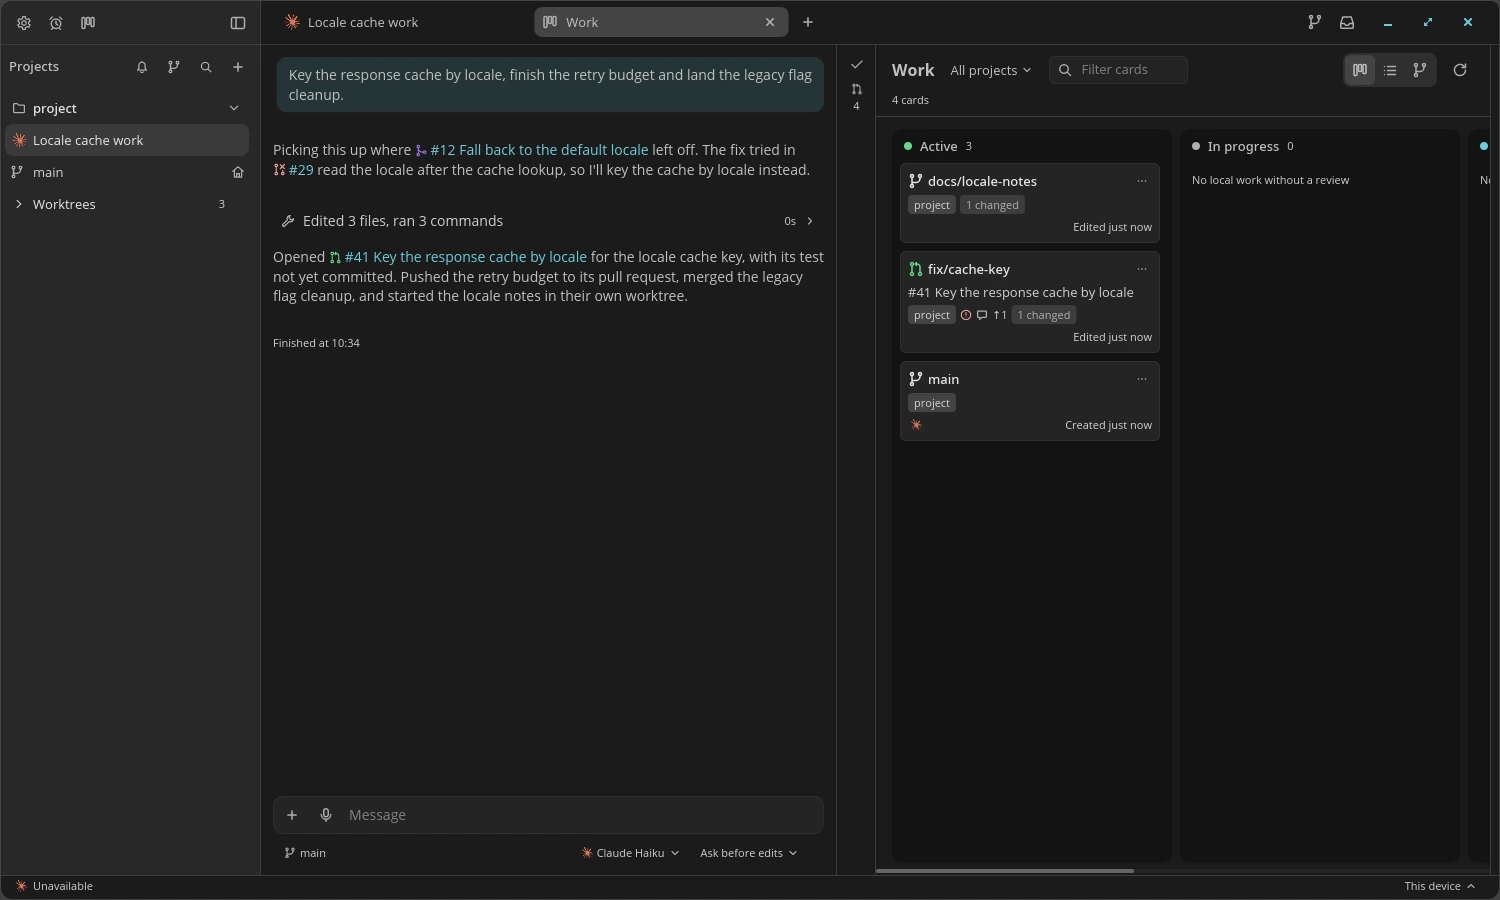 Locale cache work
Work
Projects
project
Locale cache work
main
Worktrees
3
Key the response cache by locale, finish the retry budget and land the legacy flag
cleanup.
Picking this up where #12 Fall back to the default locale left off. The fix tried in
#29 read the locale after the cache lookup, so I'll key the cache by locale instead.
Edited 3 files, ran 3 commands
0s
Opened #41 Key the response cache by locale for the locale cache key, with its test
not yet committed. Pushed the retry budget to its pull request, merged the legacy
flag cleanup, and started the locale notes in their own worktree.
Finished at 10:34
Message
main
Claude Haiku
Ask before edits
4
Work
All projects
Filter cards
4 cards
Active 3
docs/locale-notes
project
1 changed
Edited just now
fix/cache-key
#41 Key the response cache by locale
project
↑1
1 changed
Edited just now
main
project
Created just now
In progress 0
No local work without a review
Unavailable
This device